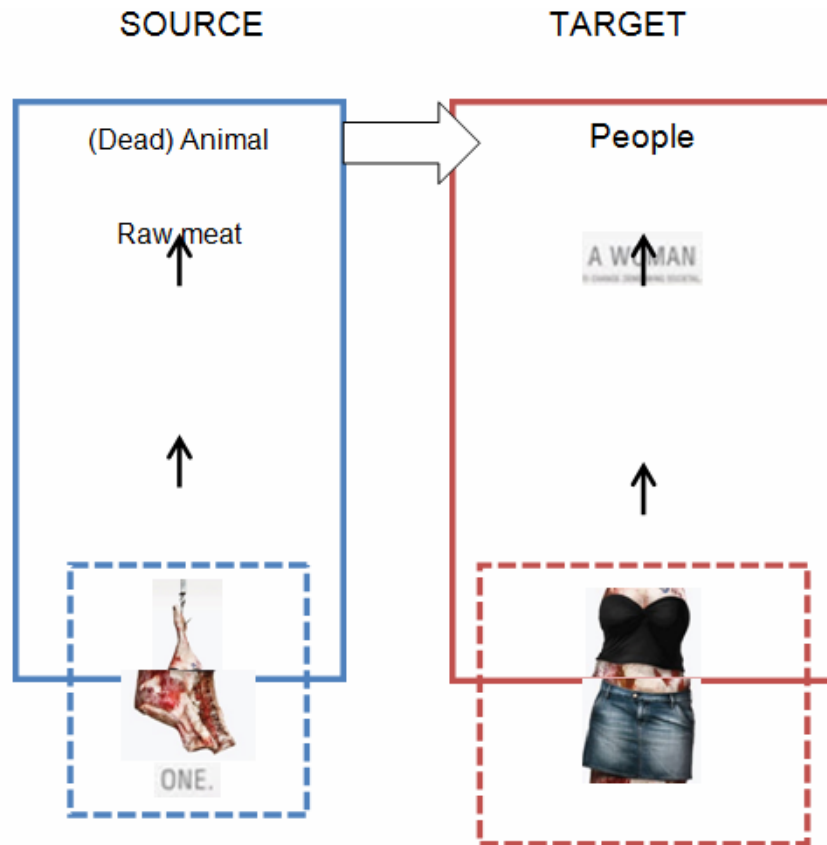 SOURCE
TARGET
(Dead) Animal
People
Raw meat
A WOMAN
ONE.